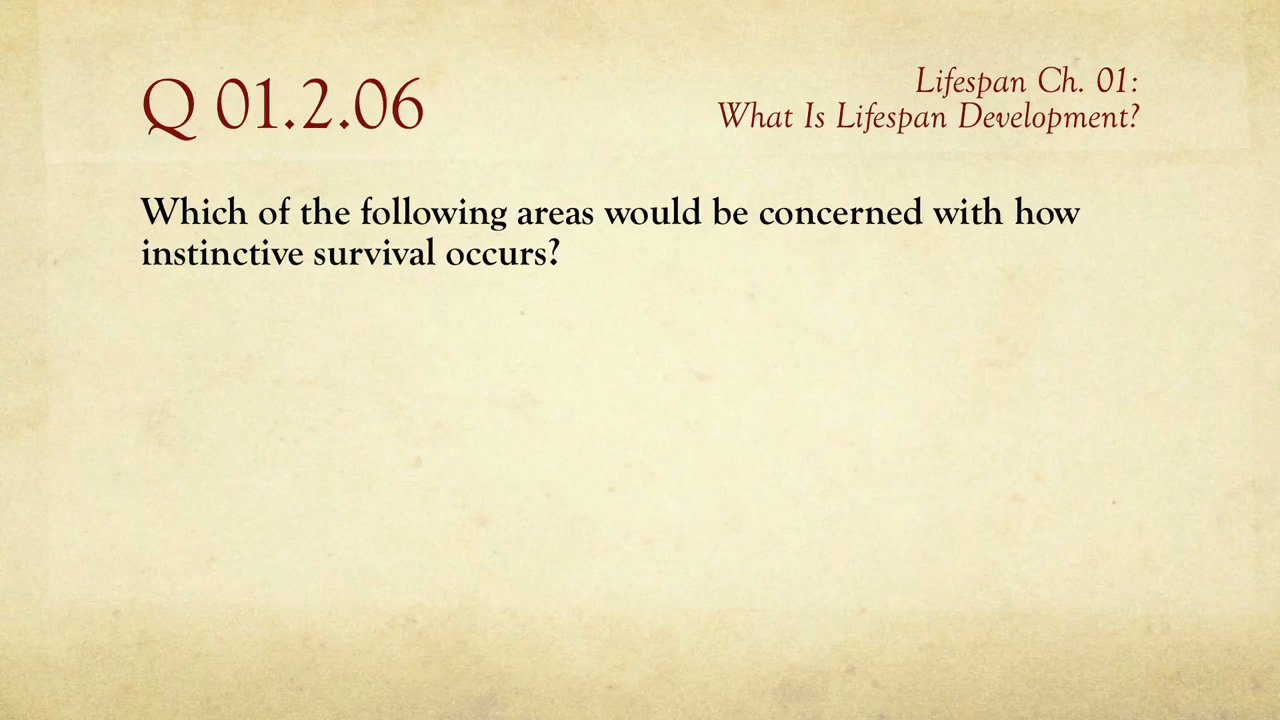 Q 01.2.06
Lifespan Ch. 01:
What Is Lifespan Development?
Which of the following areas would be concerned with how
instinctive survival occurs?